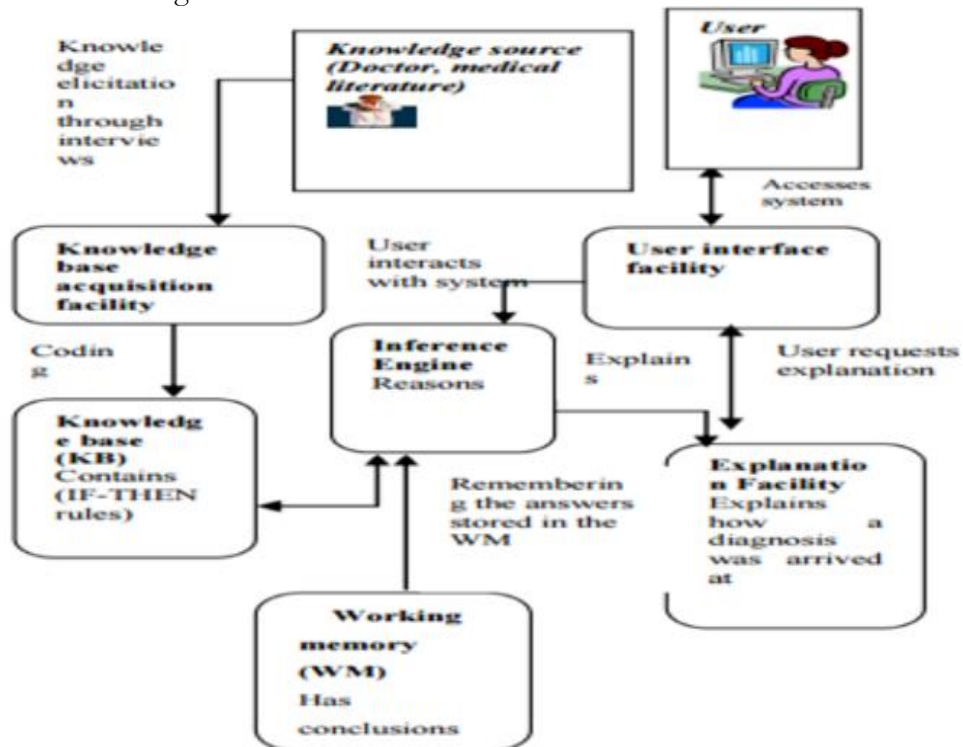 Knowle
dge
elicitatio
n
through
intervie
ws
Knowledge source
(Doctor, medical
literature)
User
Accesses
system
Knowledge
base
acquisition
facility
User
interacts
with system
User interface
facility
Codin
g
Inference
Engine
Reasons
Explain
s
User requests
explanation
Knowledg
e base
(KB)
Contains
(IF-THEN
rules)
Rememberin
g the answers
stored in the
WM
Explanatio
n Facility
Explains
how a
diagnosis
was arrived
at
Working
memory
(WM)
Has
conclusions